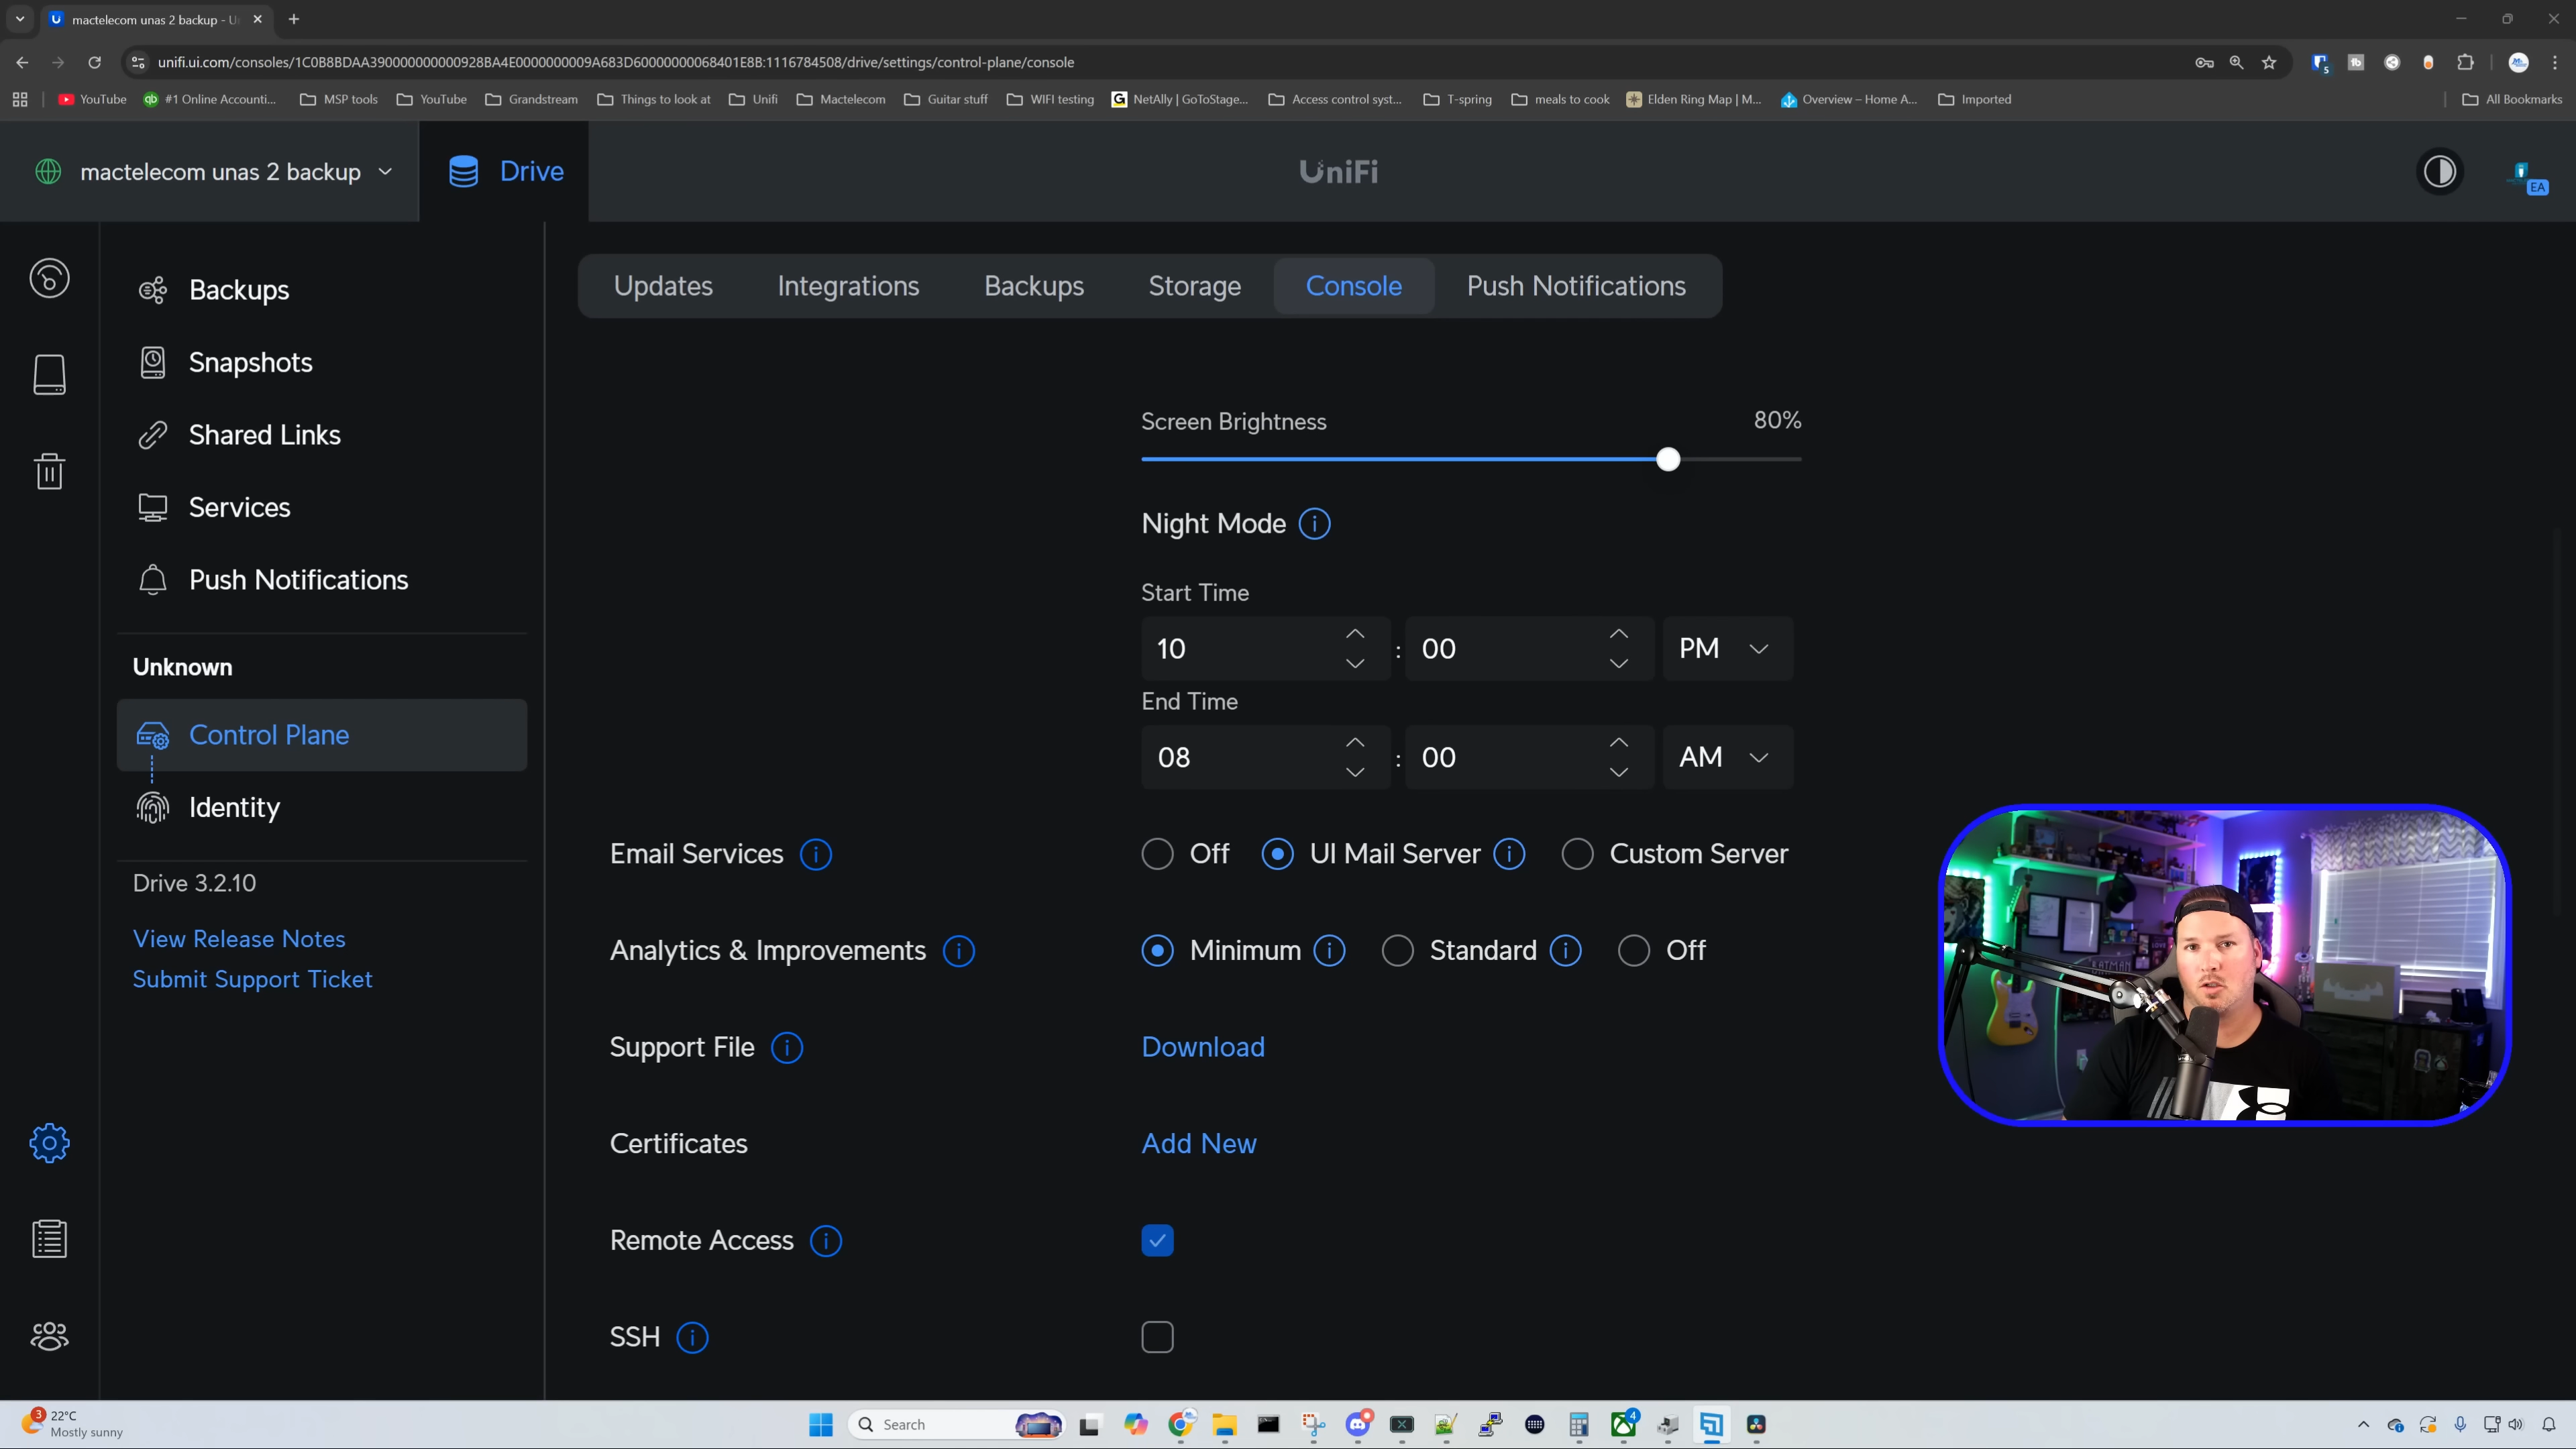 mactelecom unas 2 backup - U
unifi.ui.com/consoles/1C0B8BDAA390000000000928BA4E0000000009A683D60000000068401E8B:1116784508/drive/settings/control-plane/console
YouTube
#1 Online Accounti...
MSP tools
YouTube
Grandstream
Things to look at
Unifi
Mactelecom
Guitar stuff
WIFI testing
NetAlly | GoToStage...
Access control syst...
T-spring
meals to cook
Elden Ring Map | M...
Overview – Home A...
Imported
All Bookmarks
mactelecom unas 2 backup
Drive
UniFi
EA
Backups
Snapshots
Shared Links
Services
Push Notifications
Unknown
Control Plane
Identity
Drive 3.2.10
View Release Notes
Submit Support Ticket
Updates
Integrations
Backups
Storage
Console
Push Notifications
Screen Brightness
80%
Night Mode
Start Time
10 : 00 PM
End Time
08 : 00 AM
Email Services
Off
UI Mail Server
Custom Server
Analytics & Improvements
Minimum
Standard
Off
Support File
Download
Certificates
Add New
Remote Access
SSH
3
22°C
Mostly sunny
Search
4